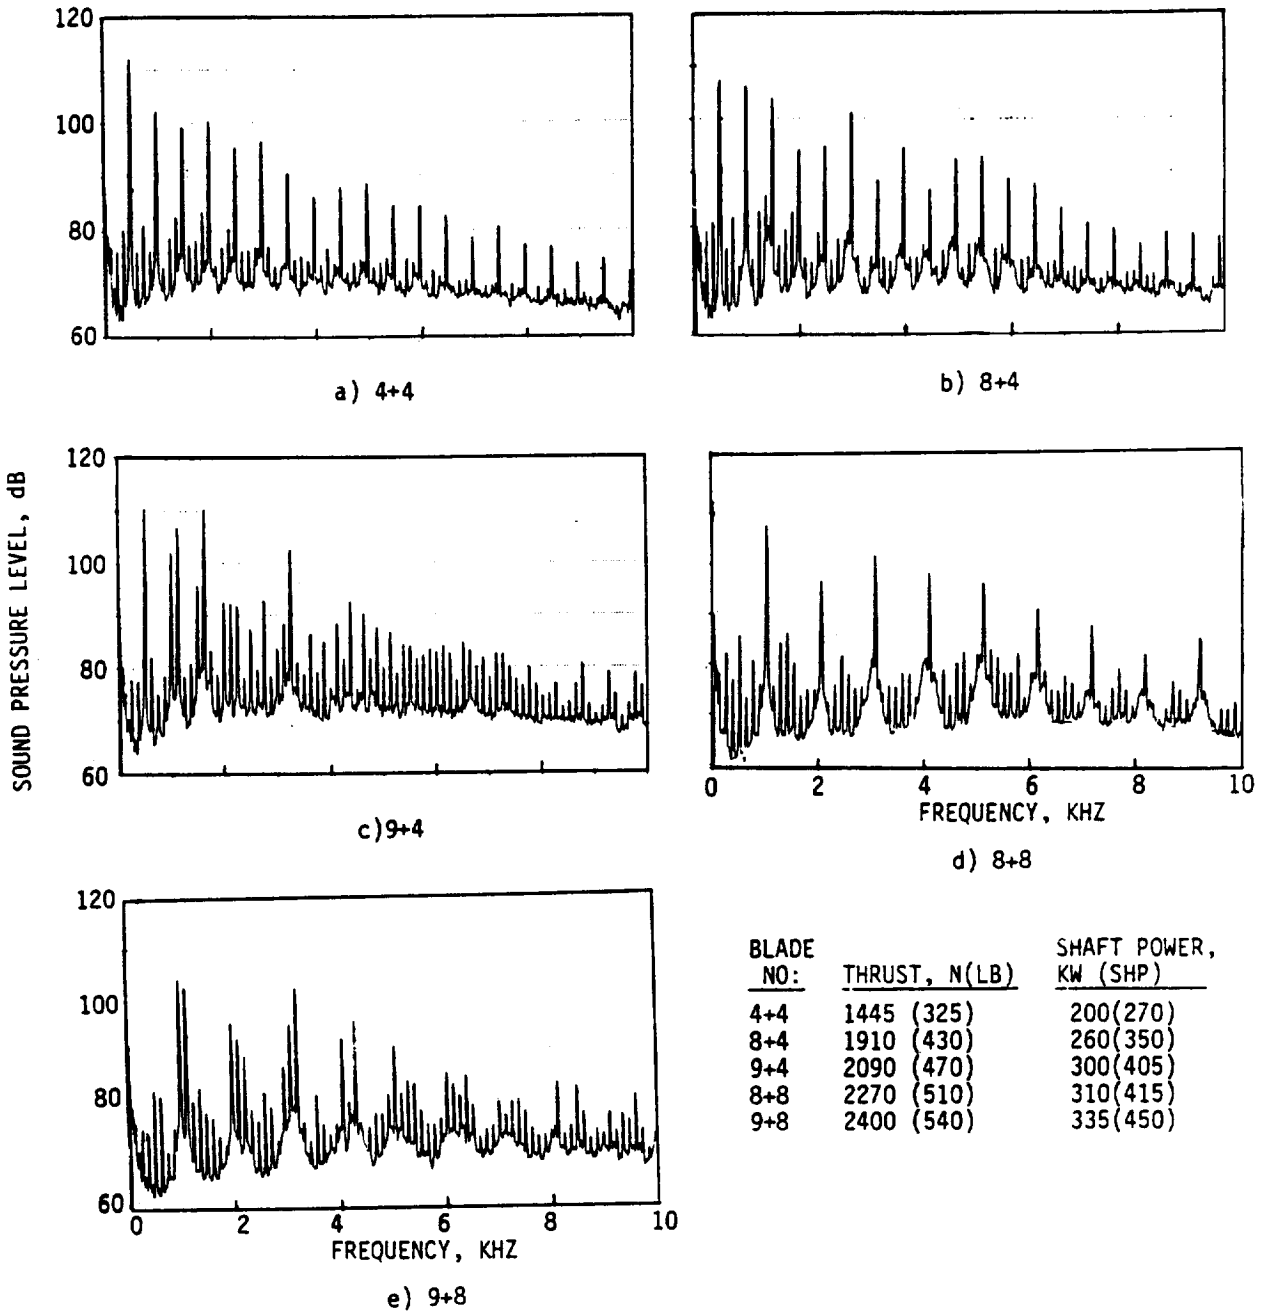 120
100
80
60
a) 4+4
b) 8+4
SOUND PRESSURE LEVEL, dB
120
100
80
60
c)9+4
0 2 4 6 8 10
FREQUENCY, KHZ
d) 8+8
120
100
80
60
0 2 4 6 8 10
FREQUENCY, KHZ
e) 9+8
BLADE NO: THRUST, N(LB) SHAFT POWER, KW (SHP)
4+4 1445 (325) 200(270)
8+4 1910 (430) 260(350)
9+4 2090 (470) 300(405)
8+8 2270 (510) 310(415)
9+8 2400 (540) 335(450)